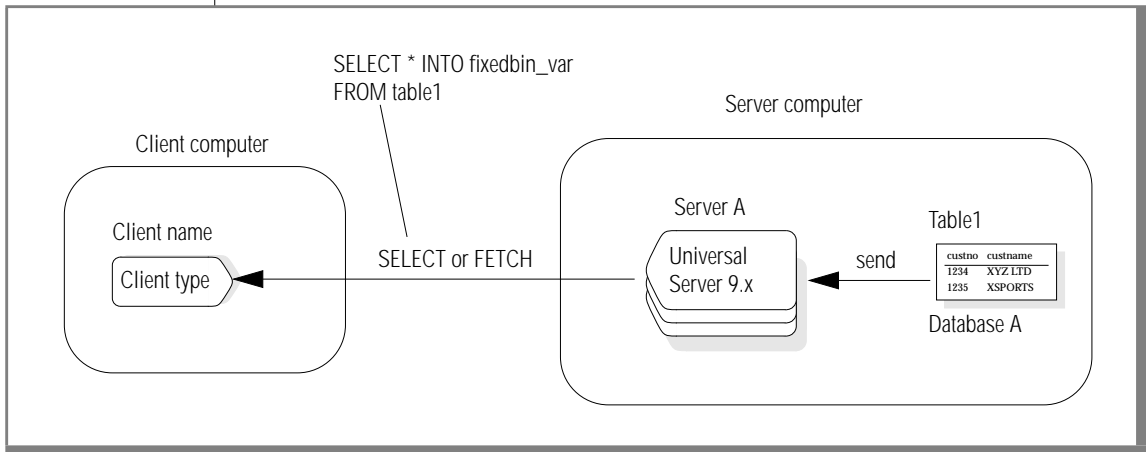 SELECT * INTO fixedbin_var
FROM table1
Server computer
Client computer
Server A
Table1
Client name
Universal
Server 9.x
SELECT or FETCH
send
custno custname
1234 XYZ LTD
1235 XSPORTS
Client type
Database A